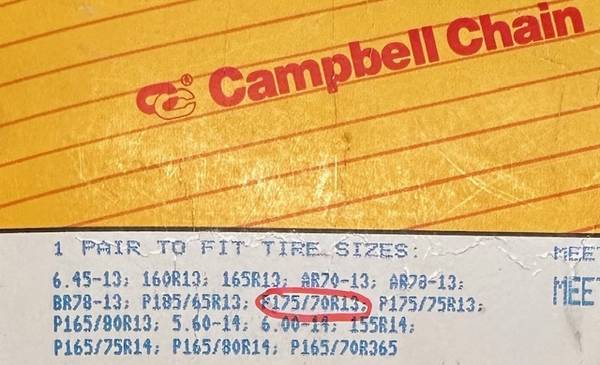 ® Campbell Chain
1 PAIR TO FIT TIRE SIZES: MEET
6.45-13; 160R13; 165R13; AR70-13; AR78-13;
BR78-13; P185/65R13; P175/70R13; P175/75R13; MEET
P165/80R13; 5.60-14; 6.00-14; 155R14;
P165/75R14; P165/80R14; P165/70R365